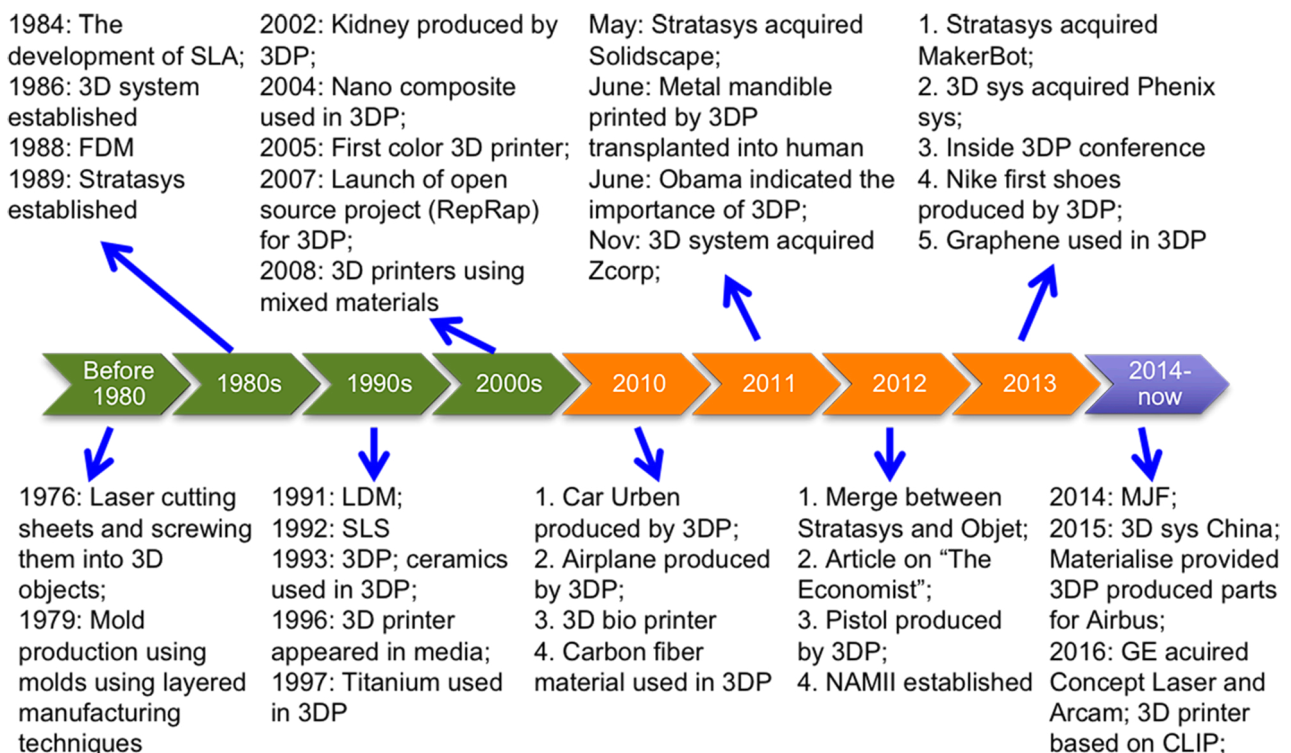 1984: The
development of SLA;
1986: 3D system
established
1988: FDM
1989: Stratasys
established
2002: Kidney produced by
3DP;
2004: Nano composite
used in 3DP;
2005: First color 3D printer;
2007: Launch of open
source project (RepRap)
for 3DP;
2008: 3D printers using
mixed materials
May: Stratasys acquired
Solidscape;
June: Metal mandible
printed by 3DP
transplanted into human
June: Obama indicated the
importance of 3DP;
Nov: 3D system acquired
Zcorp;
1. Stratasys acquired
MakerBot;
2. 3D sys acquired Phenix
sys;
3. Inside 3DP conference
4. Nike first shoes
produced by 3DP;
5. Graphene used in 3DP
Before
1980
1980s
1990s
2000s
2010
2011
2012
2013
2014-
now
1976: Laser cutting
sheets and screwing
them into 3D
objects;
1979: Mold
production using
molds using layered
manufacturing
techniques
1991: LDM;
1992: SLS
1993: 3DP; ceramics
used in 3DP;
1996: 3D printer
appeared in media;
1997: Titanium used
in 3DP
1. Car Urben
produced by 3DP;
2. Airplane produced
by 3DP;
3. 3D bio printer
4. Carbon fiber
material used in 3DP
1. Merge between
Stratasys and Objet;
2. Article on “The
Economist”;
3. Pistol produced
by 3DP;
4. NAMII established
2014: MJF;
2015: 3D sys China;
Materialise provided
3DP produced parts
for Airbus;
2016: GE acuired
Concept Laser and
Arcam; 3D printer
based on CLIP;